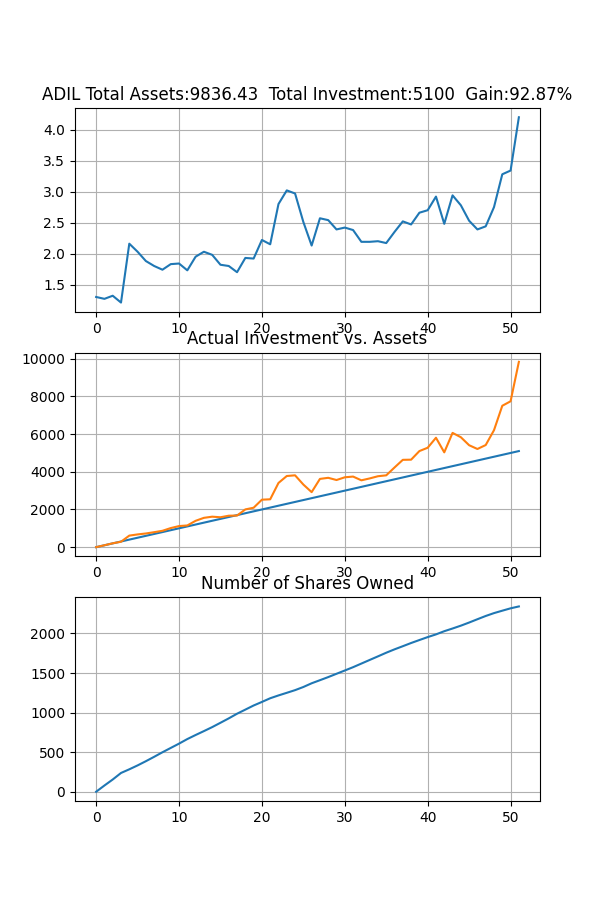 ADIL Total Assets:9836.43  Total Investment:5100  Gain:92.87%
4.0
3.5
3.0
2.5
2.0
1.5
0 10 20 30 40 50
Actual Investment vs. Assets
10000
8000
6000
4000
2000
0
0 10 20 30 40 50
Number of Shares Owned
2000
1500
1000
500
0
0 10 20 30 40 50